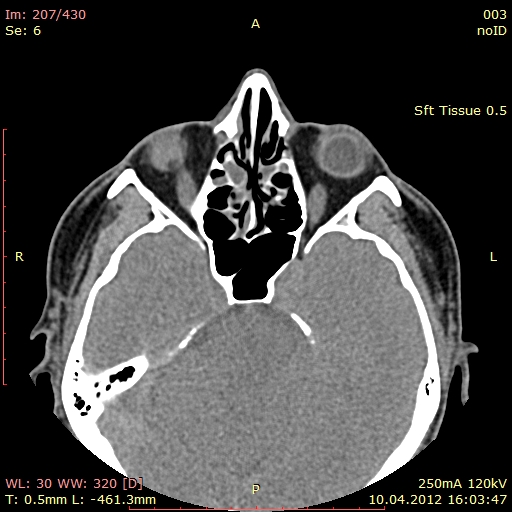 Im: 207/430
Se: 6
A
003
noID
Sft Tissue 0.5
R
L
WL: 30 WW: 320 [D]
T: 0.5mm L: -461.3mm
P
250mA 120kV
10.04.2012 16:03:47